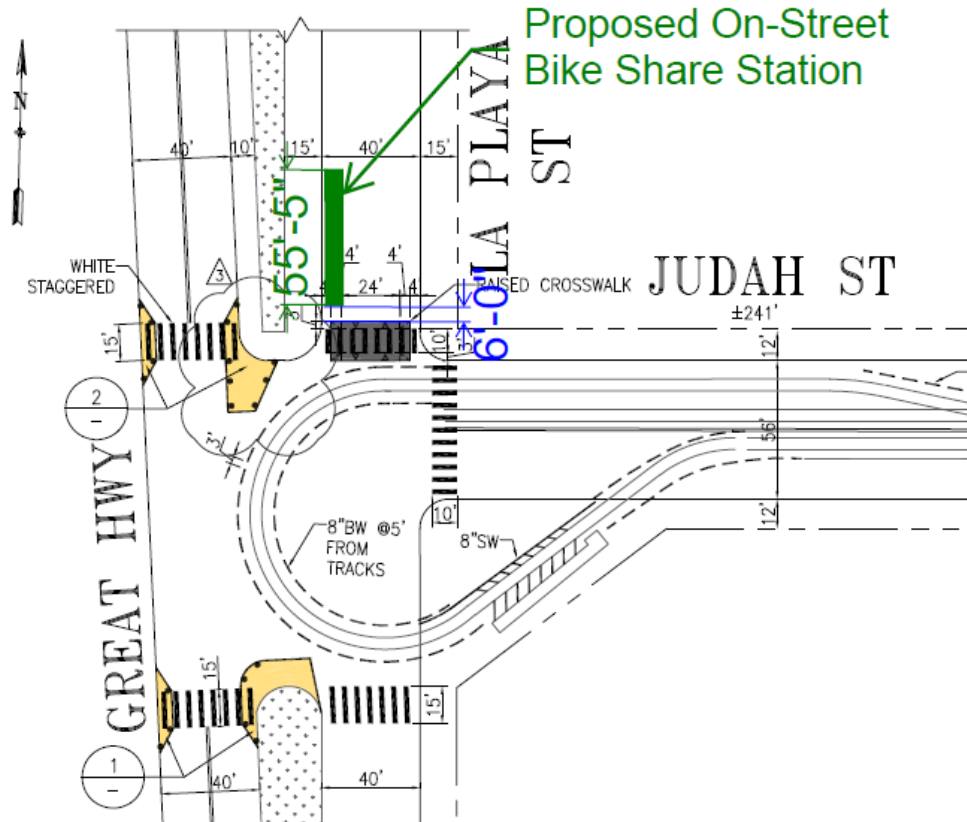 Proposed On-Street
Bike Share Station
N
40'
10'
15'
40'
15'
LA PLAYA
ST
55'-5"
WHITE
STAGGERED
3
4'
4'
24'
4'
RAISED CROSSWALK
JUDAH ST
±241'
6'-0"
3'
15'
10'
3'
12'
2
-
56'
3'
GREAT HWY
8"BW @5'
FROM
TRACKS
8"SW
10'
12'
15'
15'
1
-
40'
40'